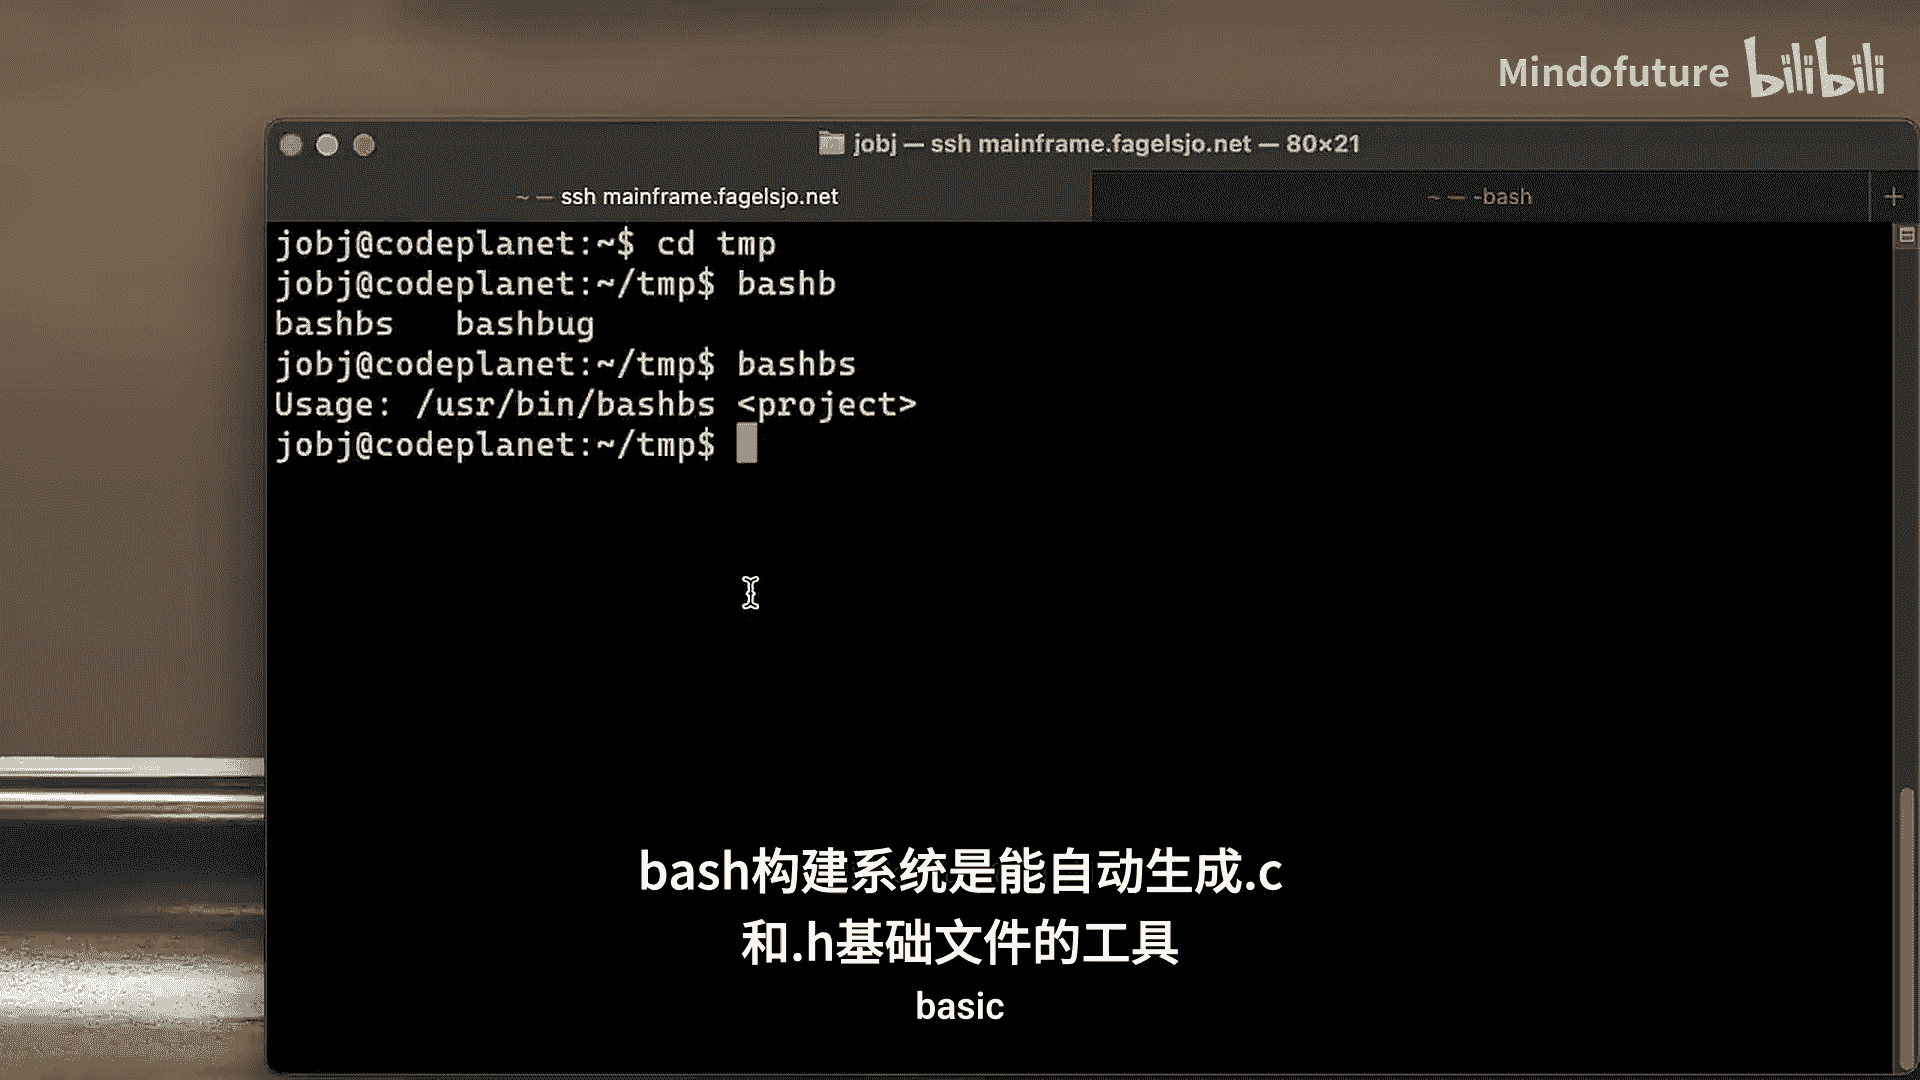 Mindofuture bilibili
jobj — ssh mainframe.fagelsjo.net — 80×21
~ — ssh mainframe.fagelsjo.net
~ — -bash
jobj@codeplanet:~$ cd tmp
jobj@codeplanet:~/tmp$ bashb
bashbs   bashbug
jobj@codeplanet:~/tmp$ bashbs
Usage: /usr/bin/bashbs <project>
jobj@codeplanet:~/tmp$
bash构建系统是能自动生成.c
和.h基础文件的工具
basic